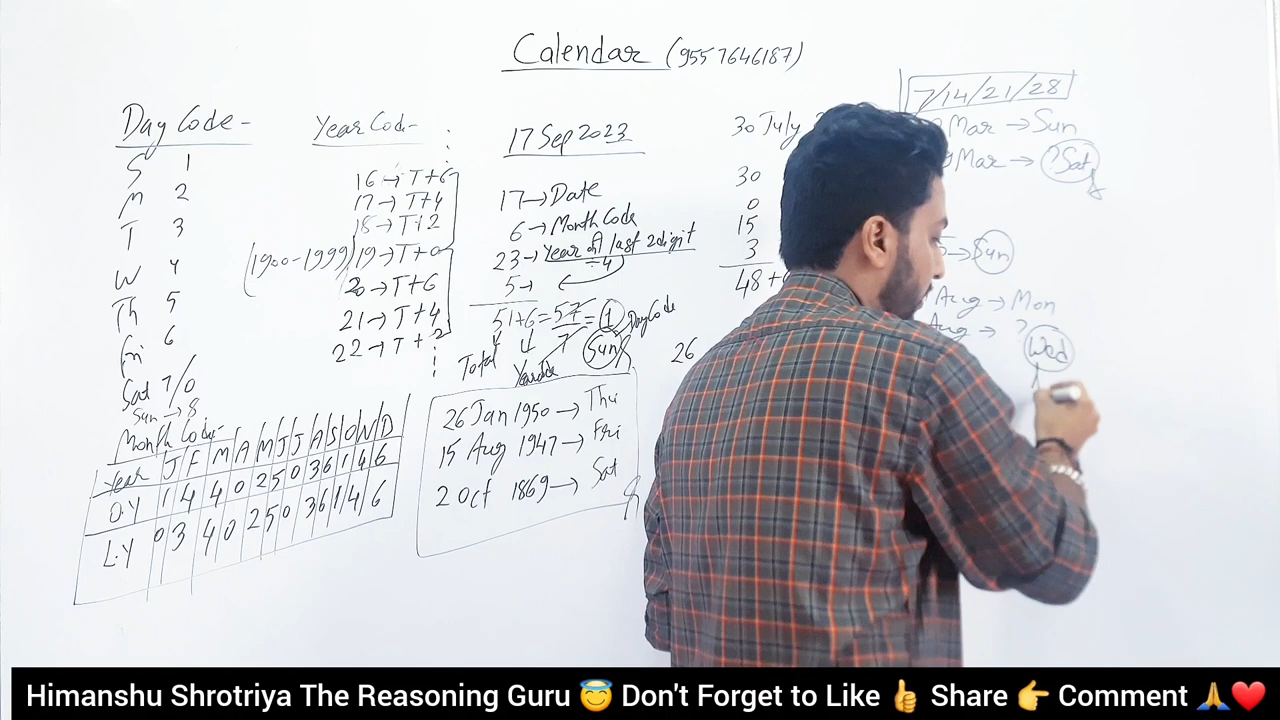 Calendar (9557646187)
Day Code -
S 1
M 2
T 3
W 4
Th 5
Fri 6
Sat 7/0
Sun → 8
Year Code -
16 → T+6
17 → T+4
18 → T+2
(1900-1999) 19 → T+0
20 → T+6
21 → T+4
22 → T+2
Month Code -
Year J F M A M J J A S O N D
O.Y 1 4 4 0 2 5 0 3 6 1 4 6
L.Y 0 3 4 0 2 5 0 3 6 1 4 6
17 Sep 2023
17 → Date
6 → Month Code
23 → Year of last 2 digit
÷4
5 →
51+6 = 57 = 1 Day Code
7
Total
Sun
26 Jan 1950 → Thu
15 Aug 1947 → Fri
2 Oct 1869 → Sat
30 July
30
0
15
3
48+
26
7/14/21/28
Mar → Sun
Mar → ? Sat
→ Sun
Aug → Mon
Aug → ?
Wed
Himanshu Shrotriya The Reasoning Guru 😇 Don't Forget to Like 👍 Share 👉 Comment 🙏❤️